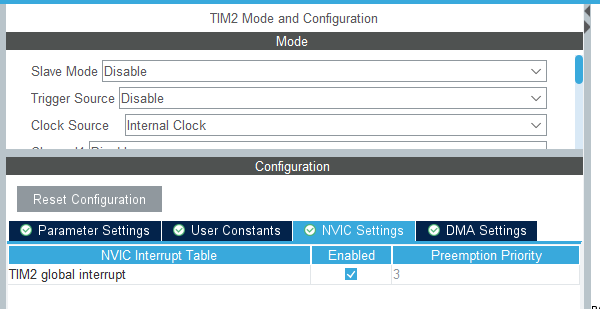 TIM2 Mode and Configuration
Mode
Slave Mode Disable
Trigger Source Disable
Clock Source Internal Clock
Configuration
Reset Configuration
Parameter Settings User Constants NVIC Settings DMA Settings
NVIC Interrupt Table Enabled Preemption Priority
TIM2 global interrupt 3